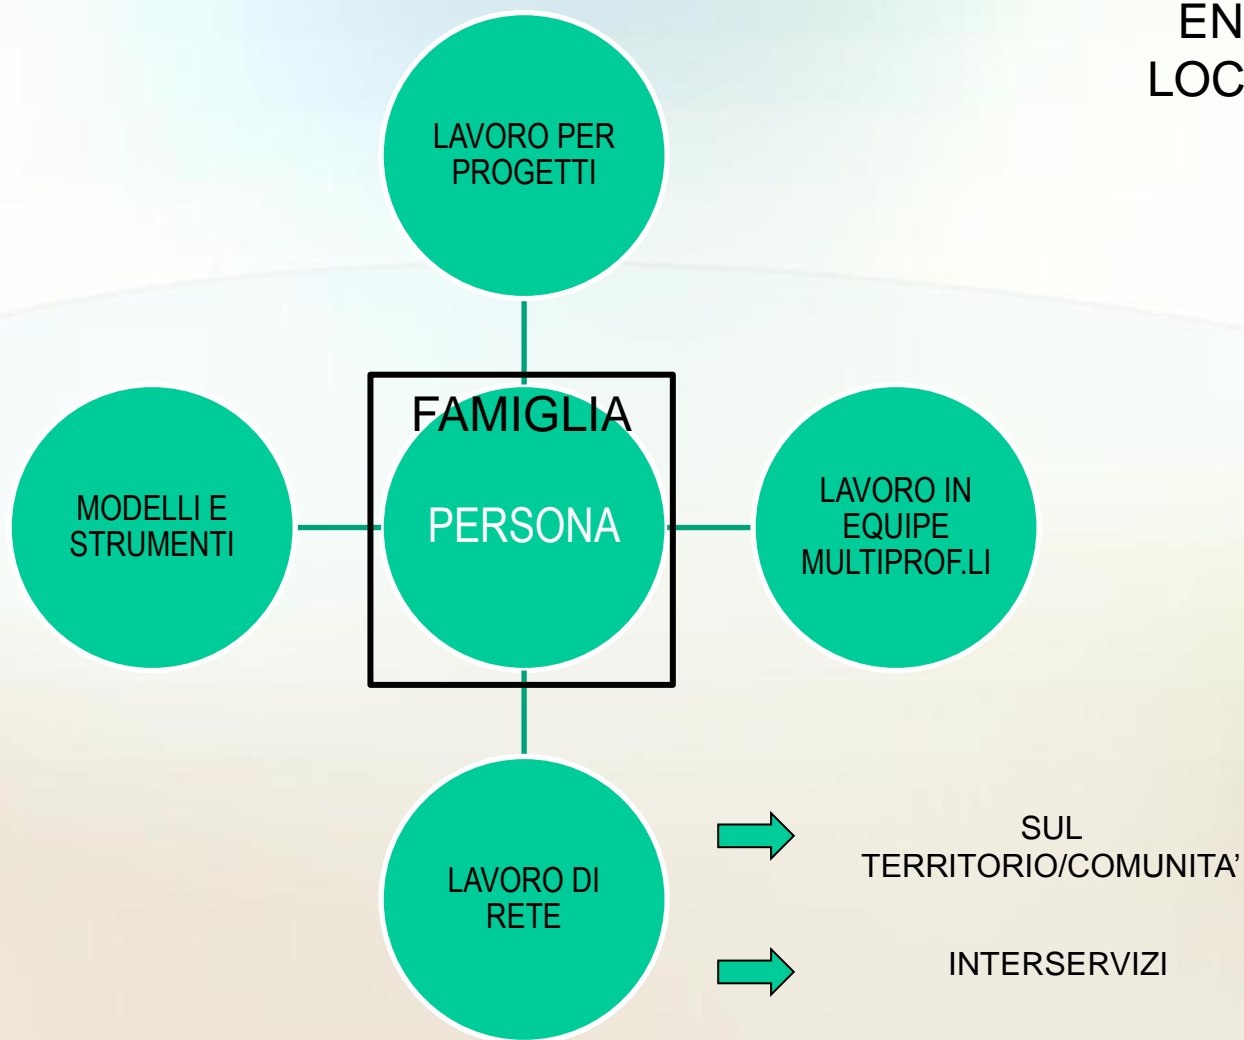 EN
LOC
LAVORO PER
PROGETTI
FAMIGLIA
PERSONA
MODELLI E
STRUMENTI
LAVORO IN
EQUIPE
MULTIPROF.LI
LAVORO DI
RETE
SUL
TERRITORIO/COMUNITA’
INTERSERVIZI